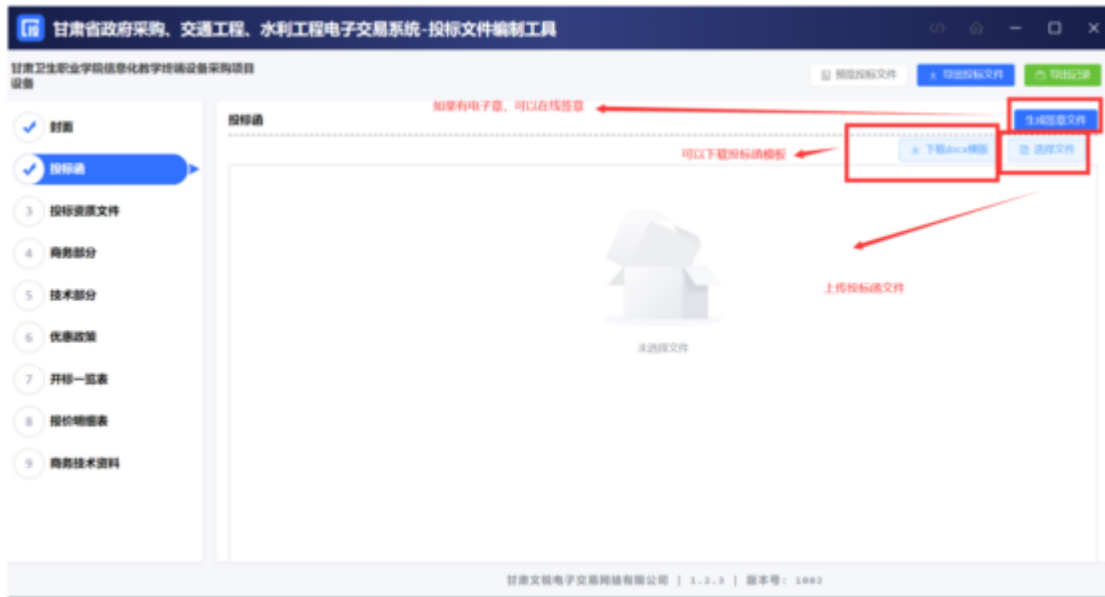 甘肃省政府采购、交通工程、水利工程电子交易系统-投标文件编制工具
甘肃卫生职业学院信息化教学终端设备采购项目
设备
预览投标文件
导出投标文件
导出记录
如果有电子章，可以在线签章
封面
投标函
生成签章文件
可以下载投标函模板
下载docx模板
选择文件
投标函
3 投标资质文件
4 商务部分
5 技术部分
上传投标函文件
6 优惠政策
未选择文件
7 开标一览表
8 报价明细表
9 商务技术资料
甘肃文锐电子交易网络有限公司 | 1.2.3 | 版本号: 1002